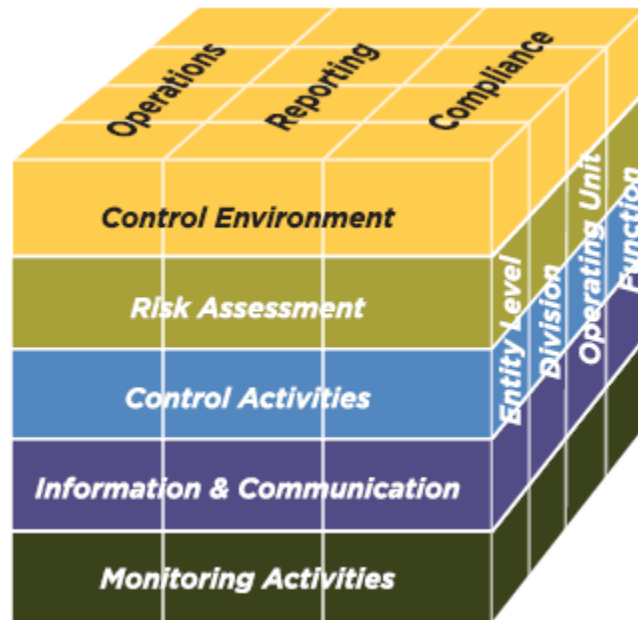 Operations
Reporting
Compliance
Control Environment
Risk Assessment
Control Activities
Information & Communication
Monitoring Activities
Entity Level
Division
Operating Unit
Function